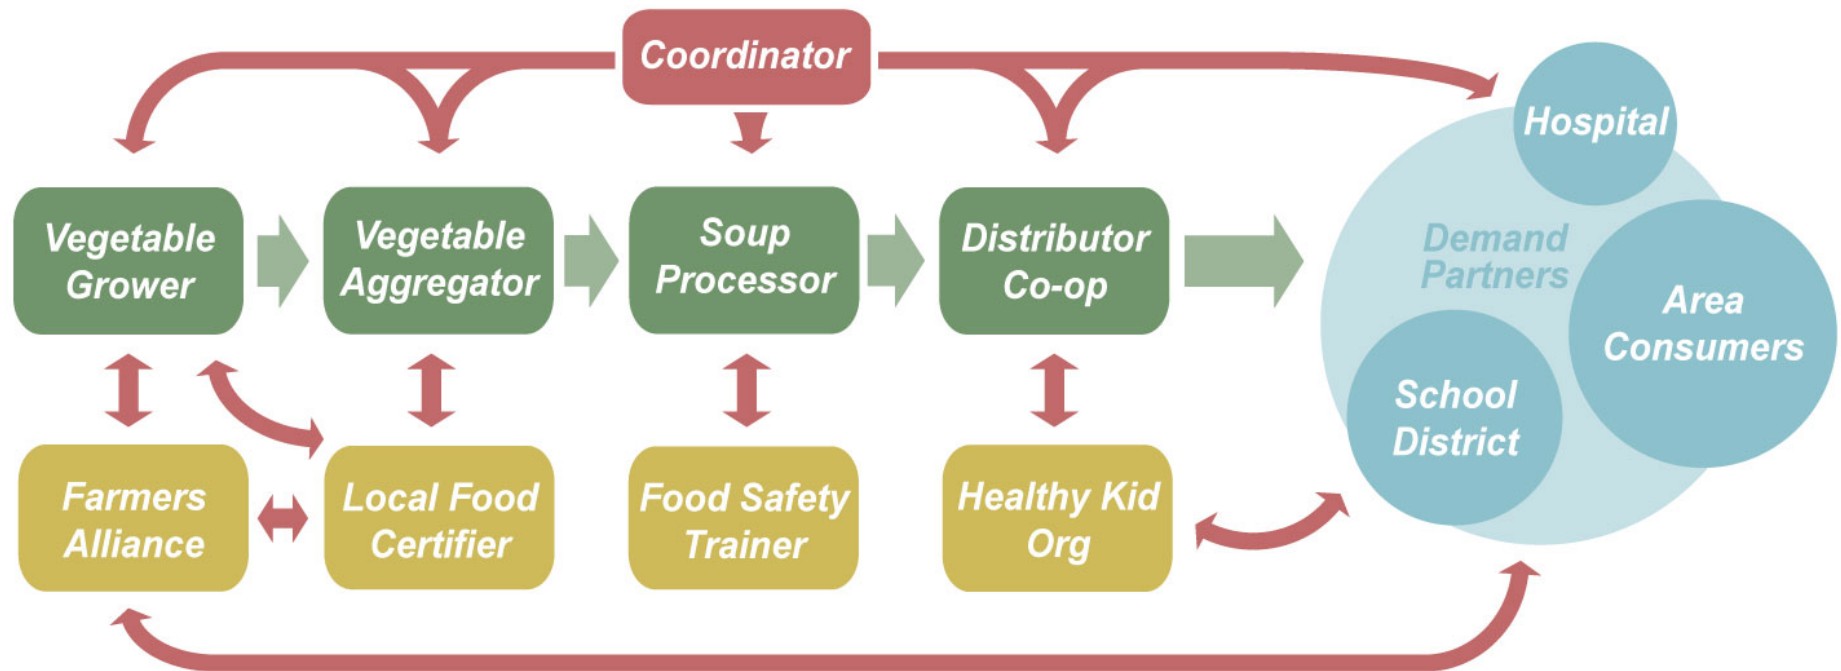 Coordinator
Hospital
Vegetable
Grower
Vegetable
Aggregator
Soup
Processor
Distributor
Co-op
Demand
Partners
Area
Consumers
School
District
Farmers
Alliance
Local Food
Certifier
Food Safety
Trainer
Healthy Kid
Org